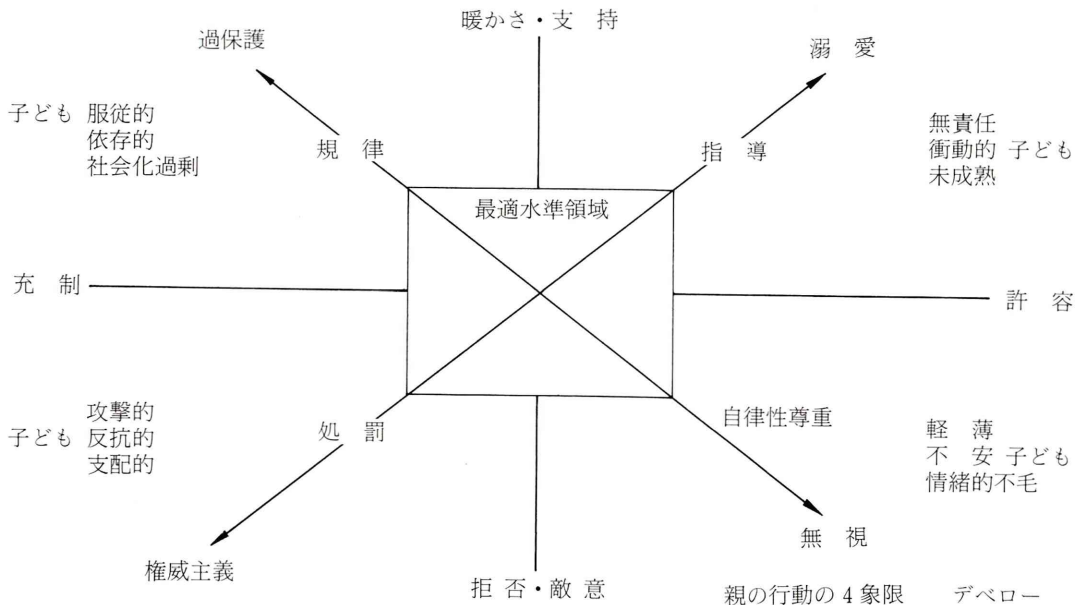 暖かさ・支　持
過保護
溺　愛
子ども 服従的
依存的
社会化過剰
規　律
指　導
無責任
衝動的 子ども
未成熟
最適水準領域
充　制
許　容
攻撃的
子ども 反抗的
支配的
処　罰
自律性尊重
軽　薄
不　安 子ども
情緒的不毛
権威主義
無　視
拒 否・敵 意
親の行動の 4 象限　　デベロー